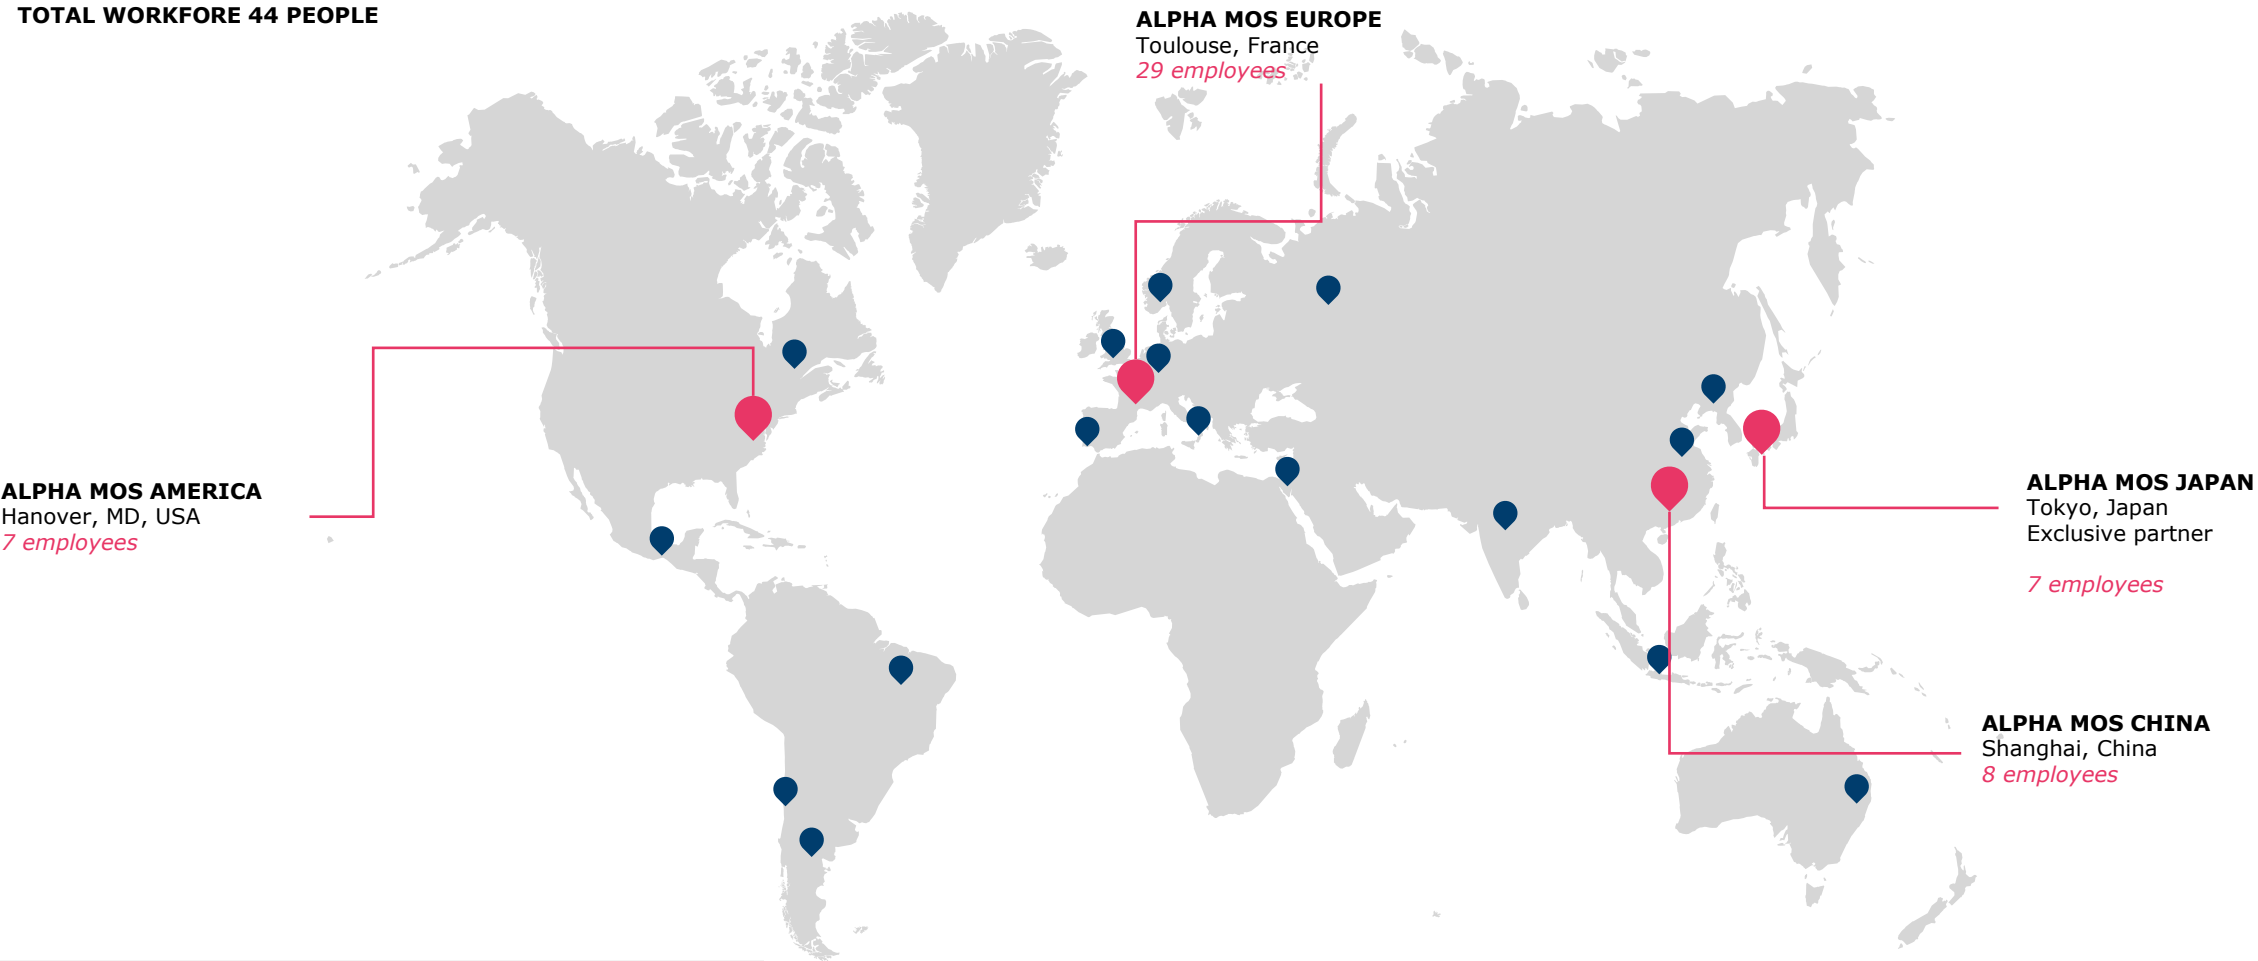 TOTAL WORKFORE 44 PEOPLE
ALPHA MOS EUROPE
Toulouse, France
29 employees
ALPHA MOS AMERICA
Hanover, MD, USA
7 employees
ALPHA MOS JAPAN
Tokyo, Japan
Exclusive partner
7 employees
ALPHA MOS CHINA
Shanghai, China
8 employees